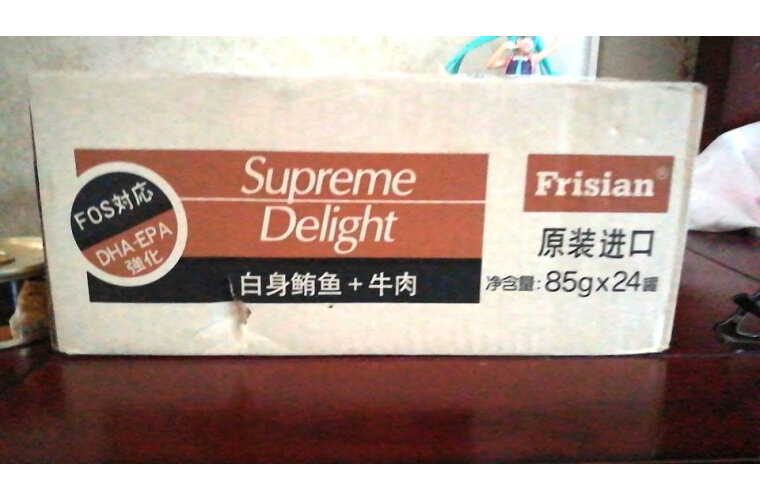 FOS対応
DHA-EPA
強化
Supreme
Delight
白身鲔鱼+牛肉
Frisian®
原装进口
净含量:85g×24罐